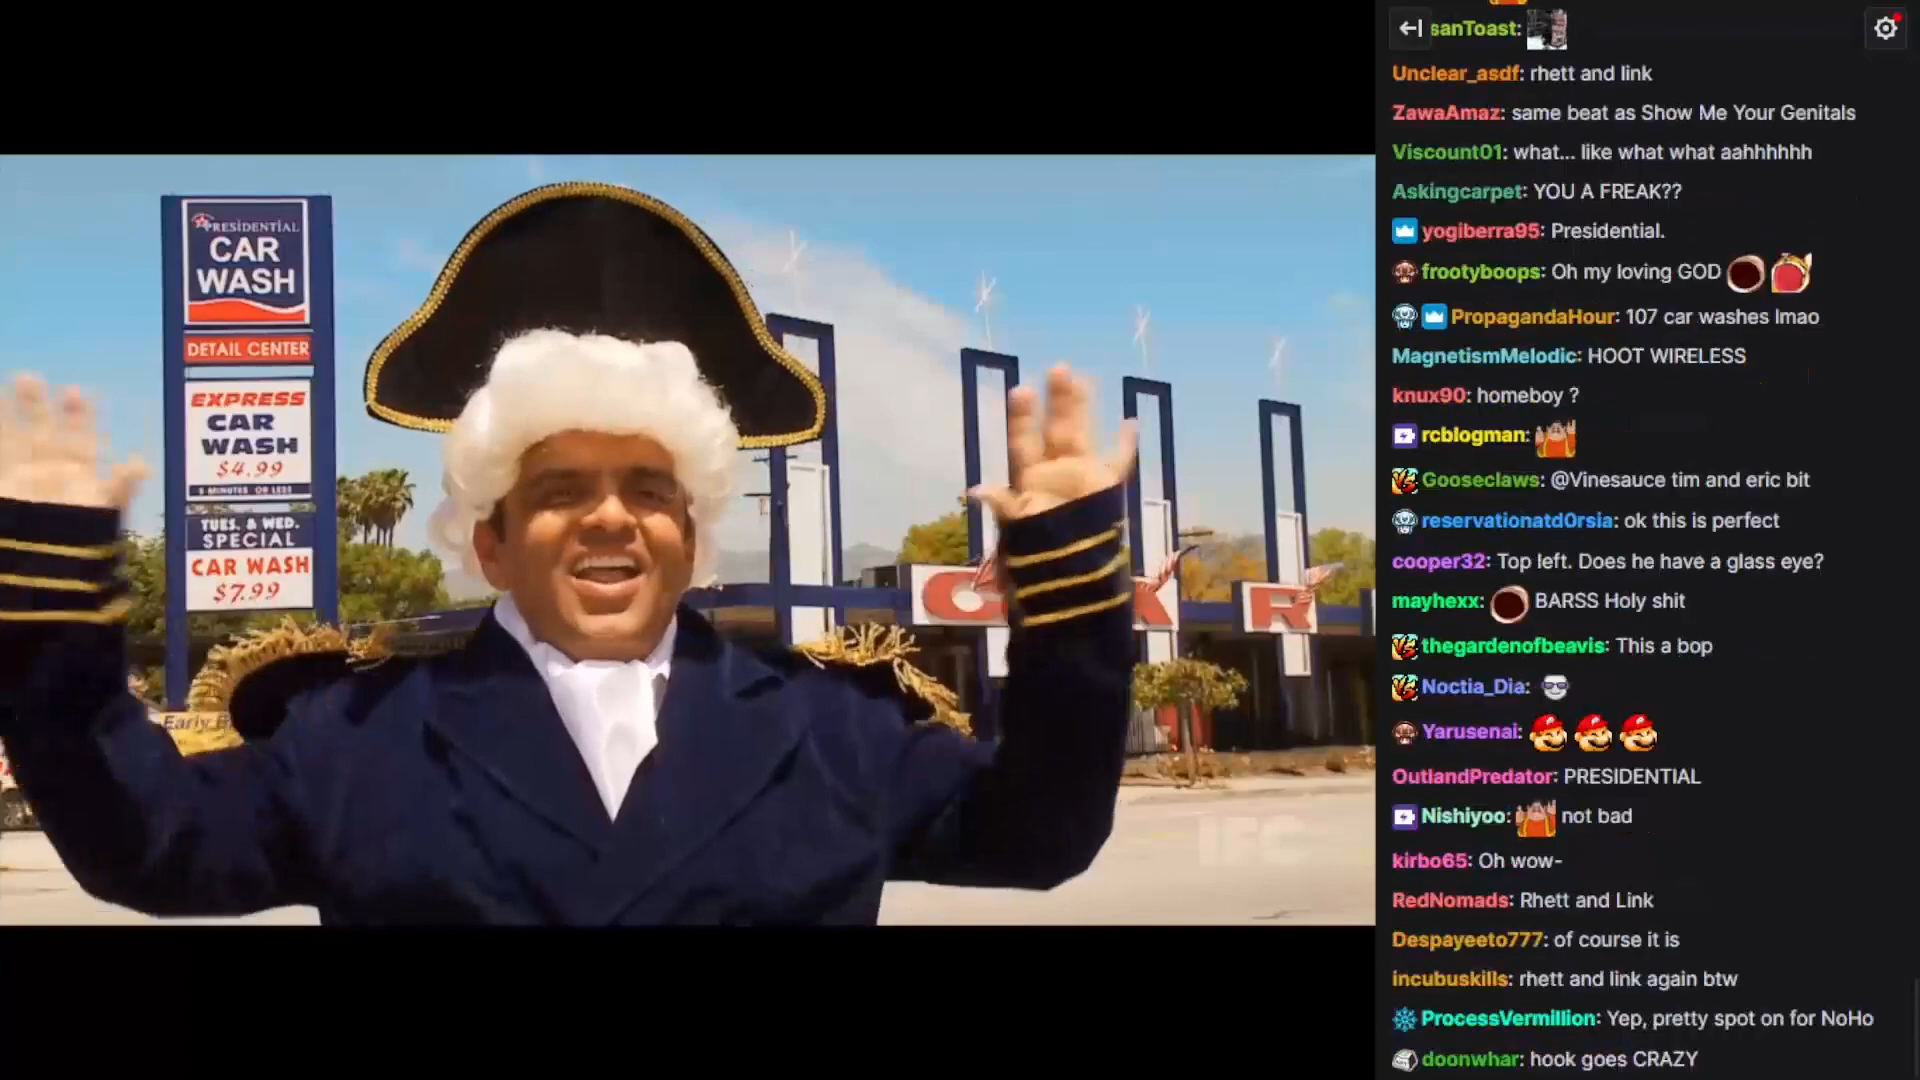 PRESIDENTIAL
CAR
WASH
DETAIL CENTER
EXPRESS
CAR
WASH
$4.99
5 MINUTES OR LESS
TUES. & WED.
SPECIAL
CAR WASH
$7.99
Early
C
R
IFC
sanToast:
Unclear_asdf: rhett and link
ZawaAmaz: same beat as Show Me Your Genitals
Viscount01: what... like what what aahhhhhh
Askingcarpet: YOU A FREAK??
yogiberra95: Presidential.
frootyboops: Oh my loving GOD
PropagandaHour: 107 car washes lmao
MagnetismMelodic: HOOT WIRELESS
knux90: homeboy ?
rcblogman:
Gooseclaws: @Vinesauce tim and eric bit
reservationatd0rsia: ok this is perfect
cooper32: Top left. Does he have a glass eye?
mayhexx: BARSS Holy shit
thegardenofbeavis: This a bop
Noctia_Dia:
Yarusenai:
OutlandPredator: PRESIDENTIAL
Nishiyoo: not bad
kirbo65: Oh wow-
RedNomads: Rhett and Link
Despayeeto777: of course it is
incubuskills: rhett and link again btw
ProcessVermillion: Yep, pretty spot on for NoHo
doonwhar: hook goes CRAZY